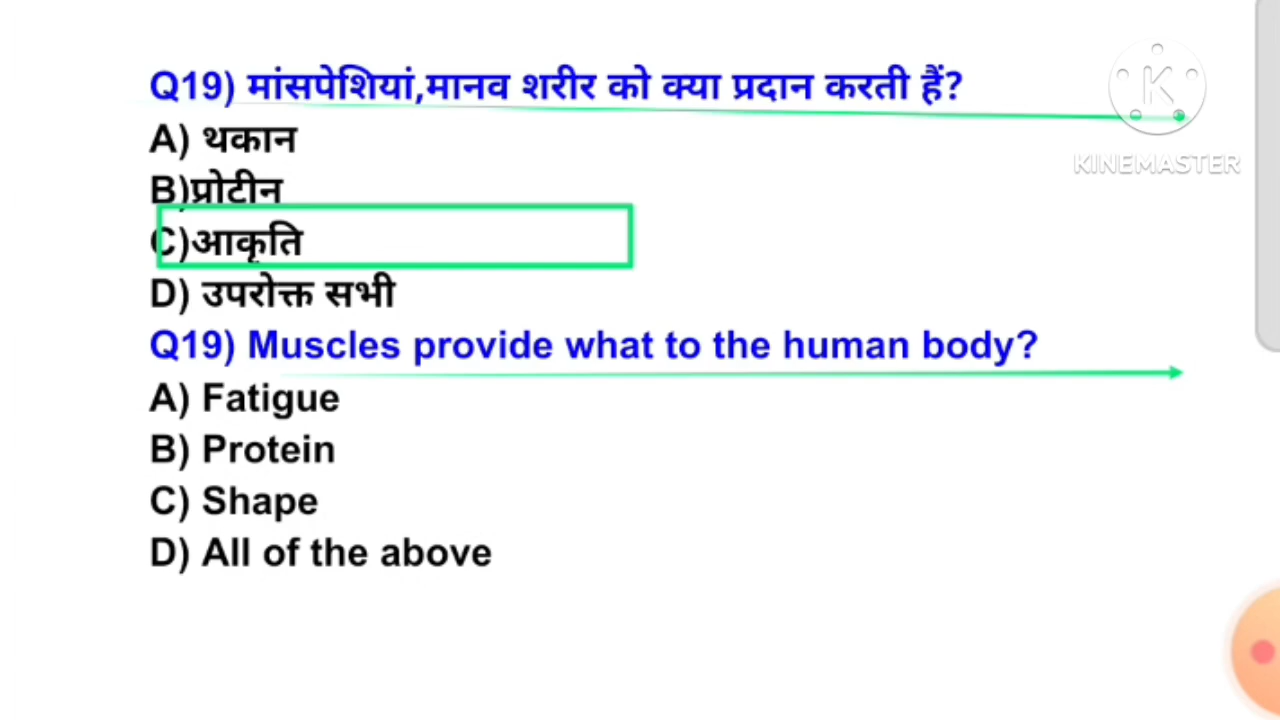 Q19) मांसपेशियां,मानव शरीर को क्या प्रदान करती हैं?
KINEMASTER
A) थकान
B)प्रोटीन
C)आकृति
D) उपरोक्त सभी
Q19) Muscles provide what to the human body?
A) Fatigue
B) Protein
C) Shape
D) All of the above